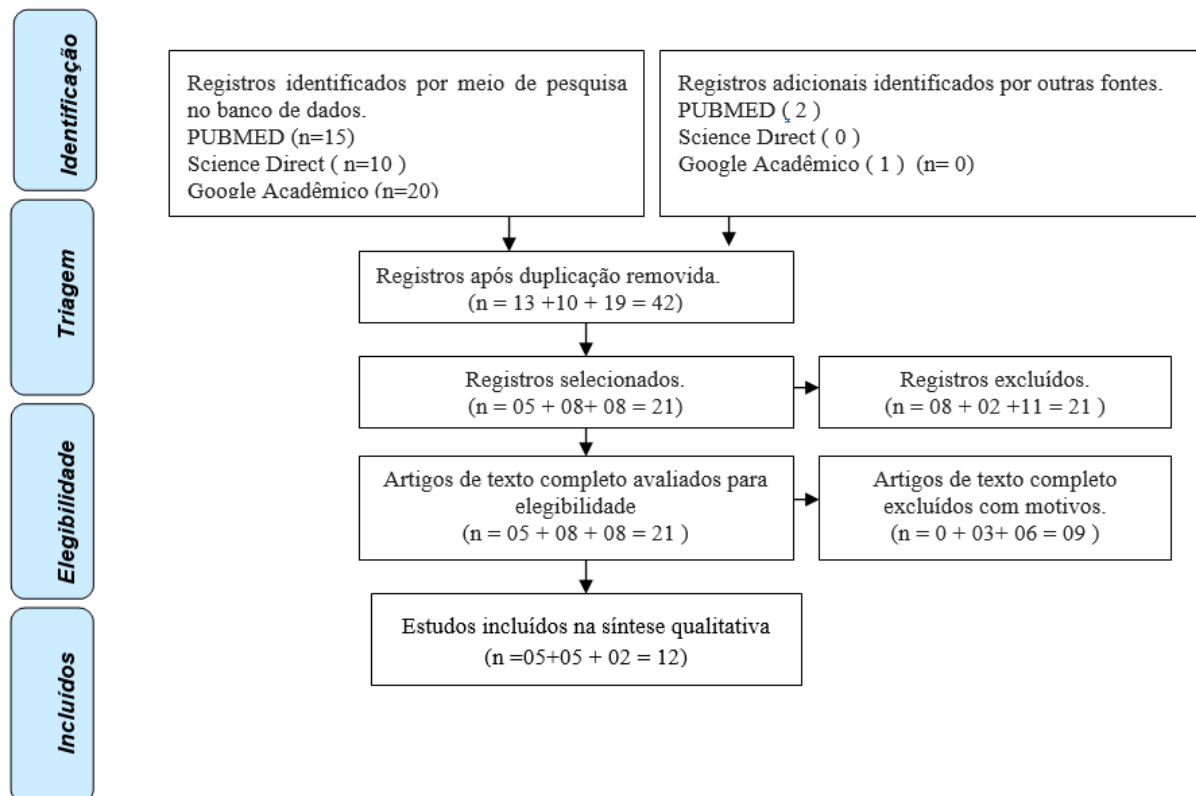 Identificação
Registros identificados por meio de pesquisa
no banco de dados.
PUBMED (n=15)
Science Direct ( n=10 )
Google Acadêmico (n=20)
Registros adicionais identificados por outras fontes.
PUBMED ( 2 )
Science Direct ( 0 )
Google Acadêmico ( 1 ) (n= 0)
Triagem
Registros após duplicação removida.
(n = 13 +10 + 19 = 42)
Registros selecionados.
(n = 05 + 08+ 08 = 21)
Registros excluídos.
(n = 08 + 02 +11 = 21 )
Elegibilidade
Artigos de texto completo avaliados para
elegibilidade
(n = 05 + 08 + 08 = 21 )
Artigos de texto completo
excluídos com motivos.
(n = 0 + 03+ 06 = 09 )
Incluídos
Estudos incluídos na síntese qualitativa
(n =05+05 + 02 = 12)